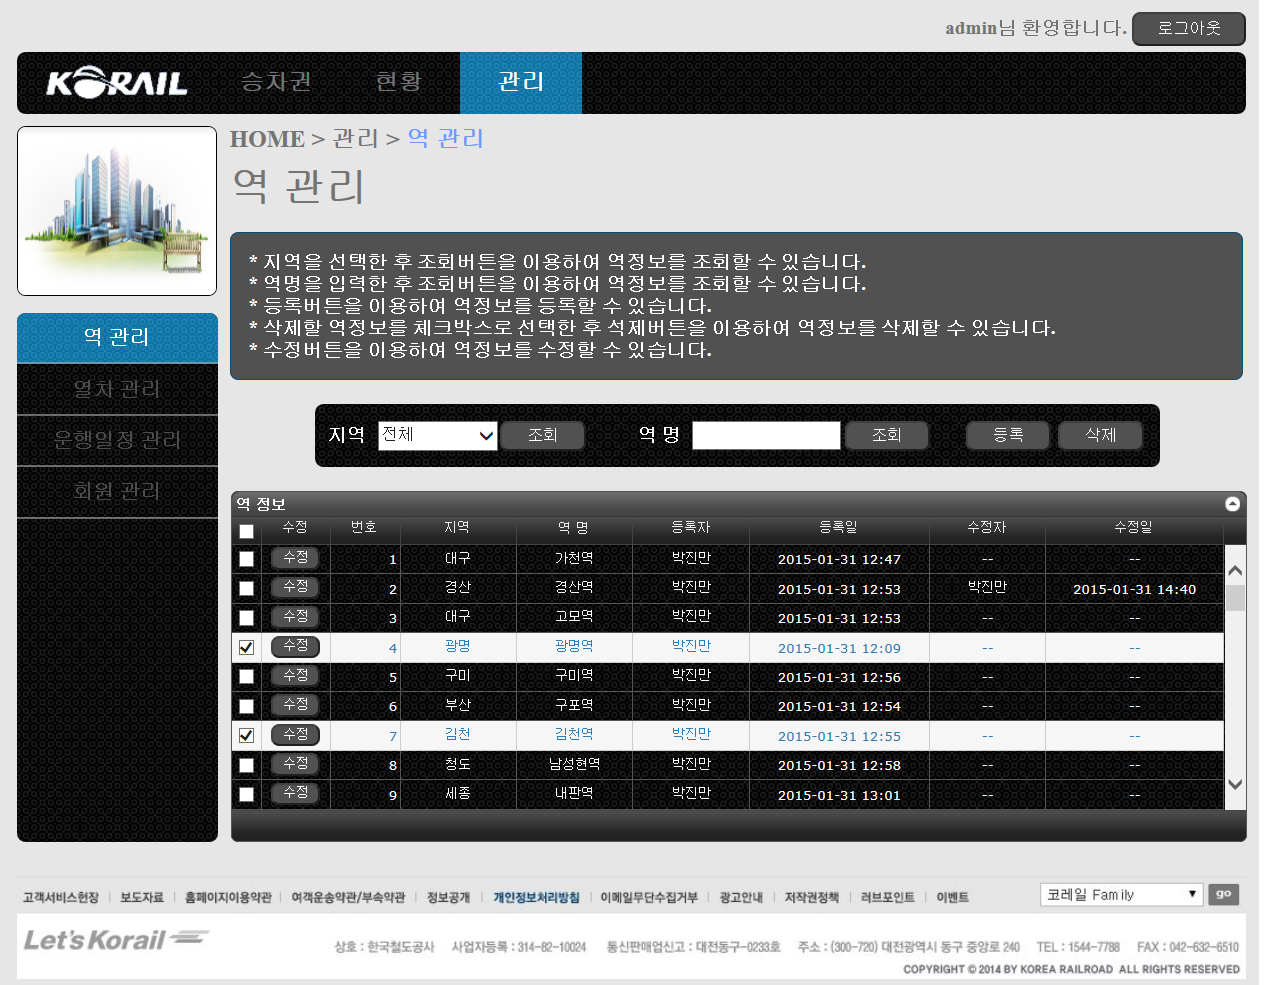 admin님 환영합니다. 로그아웃
KORAIL 승차권 현황 관리
HOME > 관리 > 역 관리
역 관리
* 지역을 선택한 후 조회버튼을 이용하여 역정보를 조회할 수 있습니다.
* 역명을 입력한 후 조회버튼을 이용하여 역정보를 조회할 수 있습니다.
* 등록버튼을 이용하여 역정보를 등록할 수 있습니다.
* 삭제할 역정보를 체크박스로 선택한 후 석제버튼을 이용하여 역정보를 삭제할 수 있습니다.
* 수정버튼을 이용하여 역정보를 수정할 수 있습니다.
역 관리
열차 관리
운행일정 관리
회원 관리
지역 전체 조회 역 명 조회 등록 삭제
역 정보
수정 번호 지역 역 명 등록자 등록일 수정자 수정일
수정 1 대구 가천역 박진만 2015-01-31 12:47 -- --
수정 2 경산 경산역 박진만 2015-01-31 12:53 박진만 2015-01-31 14:40
수정 3 대구 고모역 박진만 2015-01-31 12:53 -- --
수정 4 광명 광명역 박진만 2015-01-31 12:09 -- --
수정 5 구미 구미역 박진만 2015-01-31 12:56 -- --
수정 6 부산 구포역 박진만 2015-01-31 12:54 -- --
수정 7 김천 김천역 박진만 2015-01-31 12:55 -- --
수정 8 청도 남성현역 박진만 2015-01-31 12:58 -- --
수정 9 세종 내판역 박진만 2015-01-31 13:01 -- --
고객서비스헌장 보도자료 홈페이지이용약관 여객운송약관/부속약관 정보공개 개인정보처리방침 이메일무단수집거부 광고안내 저작권정책 러브포인트 이벤트 코레일 Family go
Let's Korail
상호 : 한국철도공사 사업자등록 : 314-82-10024 통신판매업신고 : 대전동구-0233호 주소 : (300-720) 대전광역시 동구 중앙로 240 TEL : 1544-7788 FAX : 042-632-6510
COPYRIGHT © 2014 BY KOREA RAILROAD ALL RIGHTS RESERVED